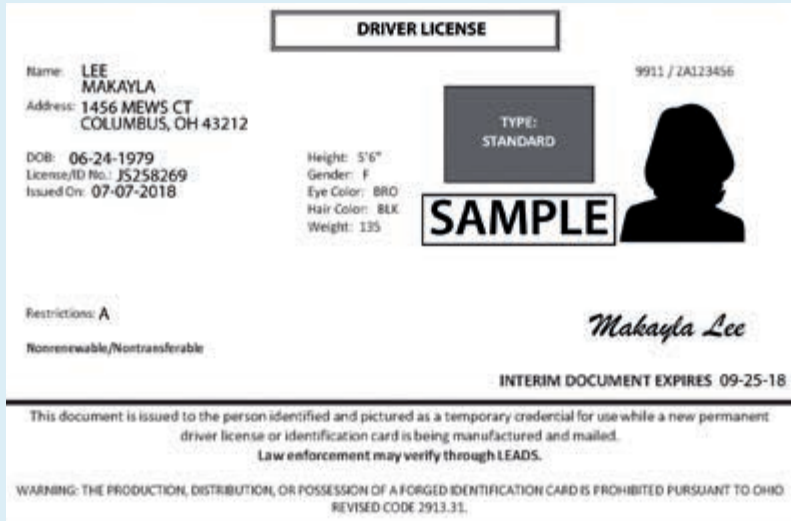 DRIVER LICENSE
Name: LEE
MAKAYLA
Address: 1456 MEWS CT
COLUMBUS, OH 43212
DOB: 06-24-1979
License/ID No.: JS258269
Issued On: 07-07-2018
Height: 5'6"
Gender: F
Eye Color: BRO
Hair Color: BLK
Weight: 135
9911 / ZA123456
TYPE:
STANDARD
SAMPLE
Restrictions: A
Nonrenewable/Nontransferable
Makayla Lee
INTERIM DOCUMENT EXPIRES 09-25-18
This document is issued to the person identified and pictured as a temporary credential for use while a new permanent
driver license or identification card is being manufactured and mailed.
Law enforcement may verify through LEADS.
WARNING: THE PRODUCTION, DISTRIBUTION, OR POSSESSION OF A FORGED IDENTIFICATION CARD IS PROHIBITED PURSUANT TO OHIO
REVISED CODE 2913.31.